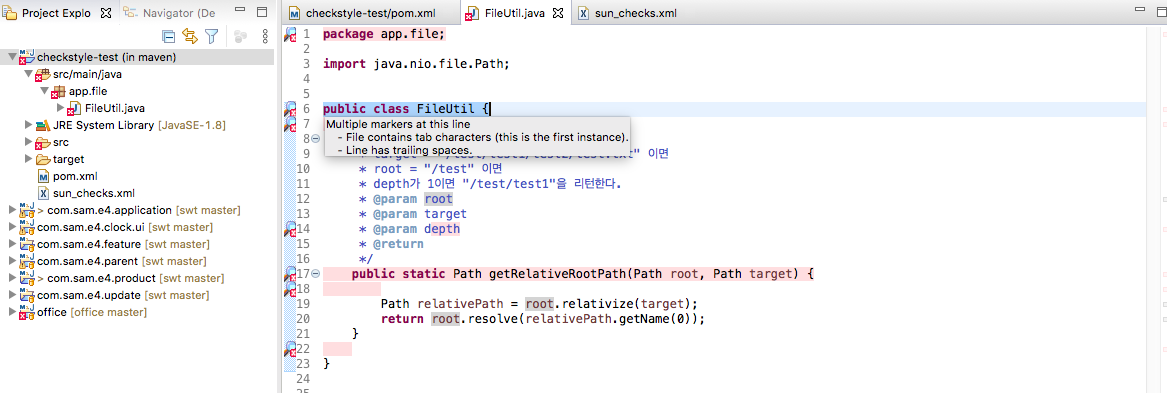 Project Explo
Navigator (De
checkstyle-test (in maven)
src/main/java
app.file
FileUtil.java
JRE System Library [JavaSE-1.8]
src
target
pom.xml
sun_checks.xml
> com.sam.e4.application [swt master]
com.sam.e4.clock.ui [swt master]
com.sam.e4.feature [swt master]
com.sam.e4.parent [swt master]
> com.sam.e4.product [swt master]
com.sam.e4.update [swt master]
office [office master]
checkstyle-test/pom.xml
FileUtil.java
sun_checks.xml
1 package app.file;
2
3 import java.nio.file.Path;
4
5
6 public class FileUtil {
7
Multiple markers at this line
- File contains tab characters (this is the first instance).
- Line has trailing spaces.
8
9 이면
10 * root = "/test" 이면
11 * depth가 1이면 "/test/test1"을 리턴한다.
12 * @param root
13 * @param target
14 * @param depth
15 * @return
16 */
17 public static Path getRelativeRootPath(Path root, Path target) {
18
19 Path relativePath = root.relativize(target);
20 return root.resolve(relativePath.getName(0));
21 }
22
23 }
24